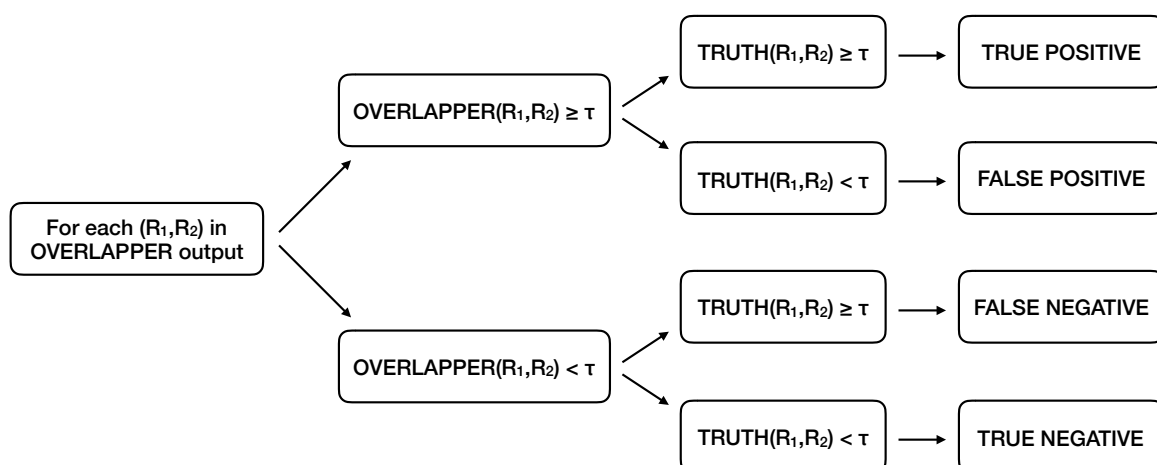 For each (R₁,R₂) in
OVERLAPPER output
OVERLAPPER(R₁,R₂) ≥ τ
TRUTH(R₁,R₂) ≥ τ
TRUE POSITIVE
TRUTH(R₁,R₂) < τ
FALSE POSITIVE
OVERLAPPER(R₁,R₂) < τ
TRUTH(R₁,R₂) ≥ τ
FALSE NEGATIVE
TRUTH(R₁,R₂) < τ
TRUE NEGATIVE